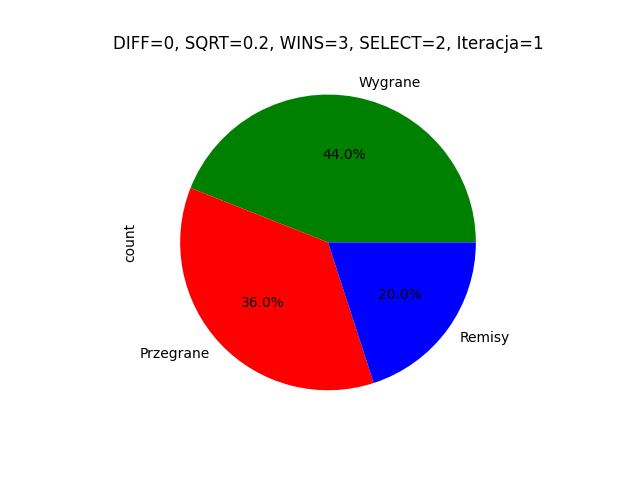 DIFF=0, SQRT=0.2, WINS=3, SELECT=2, Iteracja=1
Wygrane
44.0%
count
36.0%
20.0%
Remisy
Przegrane